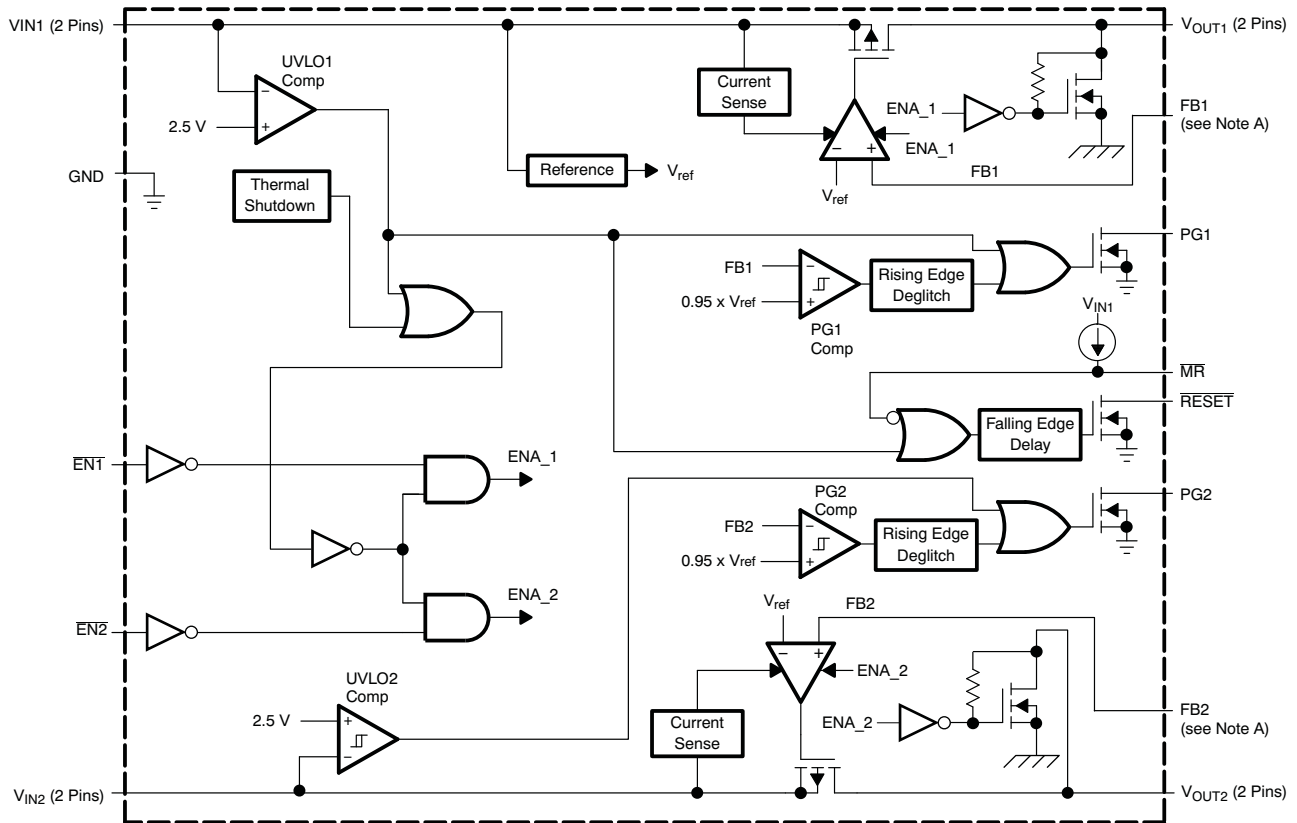 VIN1 (2 Pins)
VOUT1 (2 Pins)
UVLO1
Comp
−
+
2.5 V
Current
Sense
ENA_1
ENA_1
FB1
(see Note A)
− +
Vref
FB1
GND
Reference
Vref
Thermal
Shutdown
PG1
FB1
−
0.95 x Vref
+
Rising Edge
Deglitch
PG1
Comp
VIN1
MR
RESET
Falling Edge
Delay
EN1
ENA_1
PG2
Comp
PG2
FB2
−
0.95 x Vref
+
Rising Edge
Deglitch
ENA_2
EN2
Vref
FB2
− +
ENA_2
UVLO2
Comp
2.5 V
+
−
Current
Sense
ENA_2
FB2
(see Note A)
VIN2 (2 Pins)
VOUT2 (2 Pins)